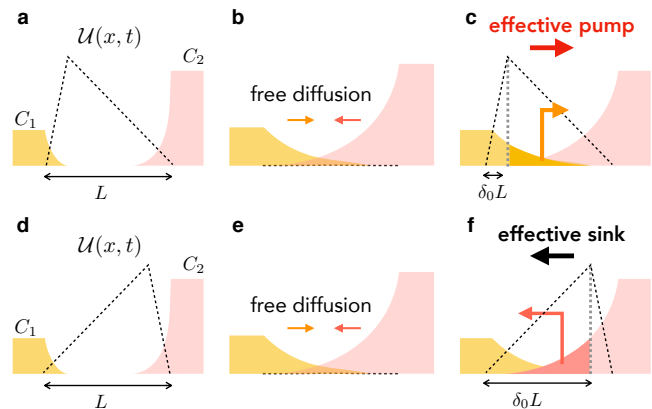 a
b
c
𝒰(x, t)
C₂
C₁
L
free diffusion
effective pump
δ₀L
d
e
f
𝒰(x, t)
C₂
C₁
L
free diffusion
effective sink
δ₀L